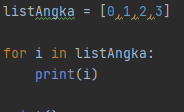 listAngka = [0,1,2,3]
for i in listAngka:
    print(i)